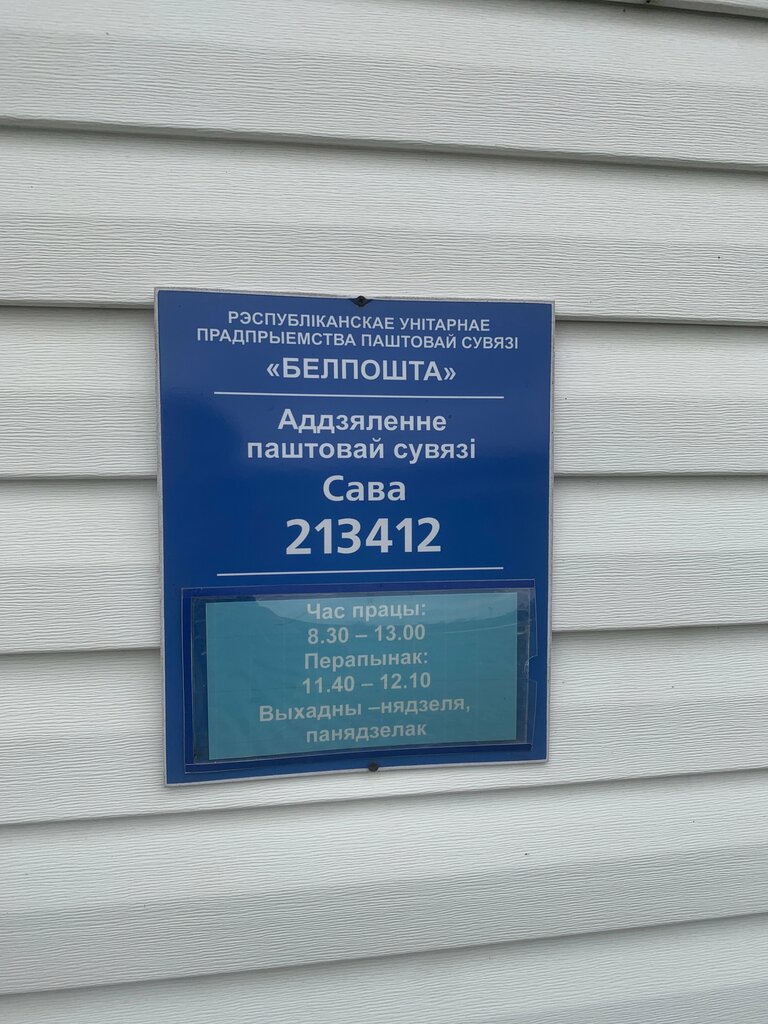 РЭСПУБЛІКАНСКАЕ УНІТАРНАЕ
ПРАДПРЫЕМСТВА ПАШТОВАЙ СУВЯЗІ
«БЕЛПОШТА»
Аддзяленне
паштовай сувязі
Сава
213412
Час працы:
8.30 – 13.00
Перапынак:
11.40 – 12.10
Выхадны –нядзеля,
панядзелак